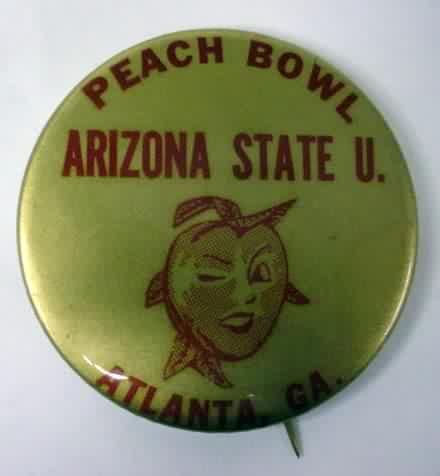 PEACH BOWL
ARIZONA STATE U.
ATLANTA, GA.